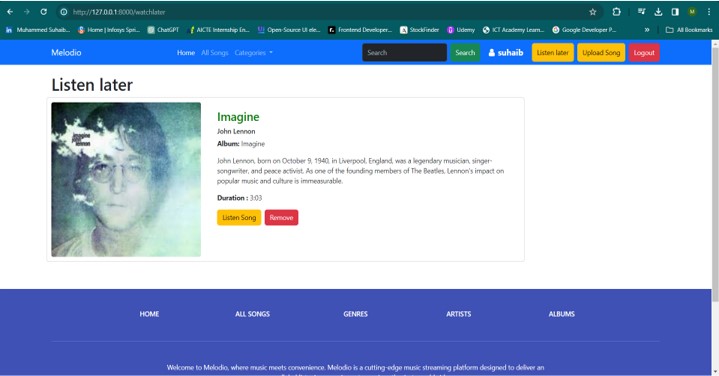 http://127.0.0.1:8000/watchlater
Muhammed Suhaib... Home | Infosys Spri... ChatGPT AICTE Internship En... Open-Source UI ele... Frontend Developer... StockFinder Udemy ICT Academy Learn... Google Developer P... » All Bookmarks
Melodio Home All Songs Categories Search Search suhaib Listen later Upload Song Logout
Listen later
imagine
john
lennon
Imagine
John Lennon
Album: Imagine
John Lennon, born on October 9, 1940, in Liverpool, England, was a legendary musician, singer-
songwriter, and peace activist. As one of the founding members of The Beatles, Lennon's impact on
popular music and culture is immeasurable.
Duration : 3:03
Listen Song Remove
HOME ALL SONGS GENRES ARTISTS ALBUMS
Welcome to Melodio, where music meets convenience. Melodio is a cutting-edge music streaming platform designed to deliver an